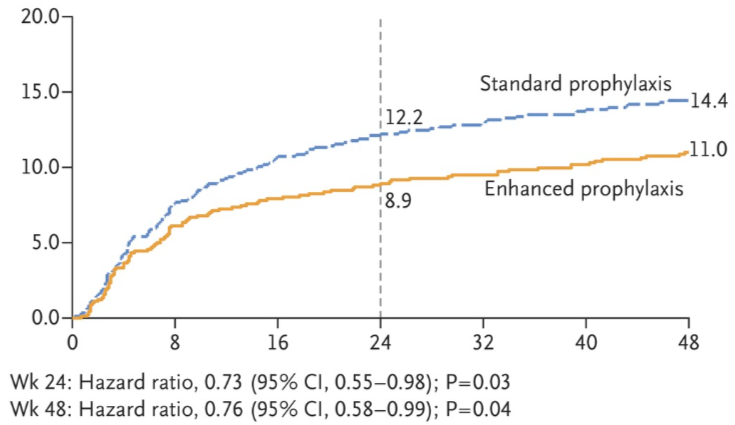 20.0
15.0
10.0
5.0
0.0
Standard prophylaxis
14.4
12.2
11.0
Enhanced prophylaxis
8.9
0 8 16 24 32 40 48
Wk 24: Hazard ratio, 0.73 (95% CI, 0.55–0.98); P=0.03
Wk 48: Hazard ratio, 0.76 (95% CI, 0.58–0.99); P=0.04